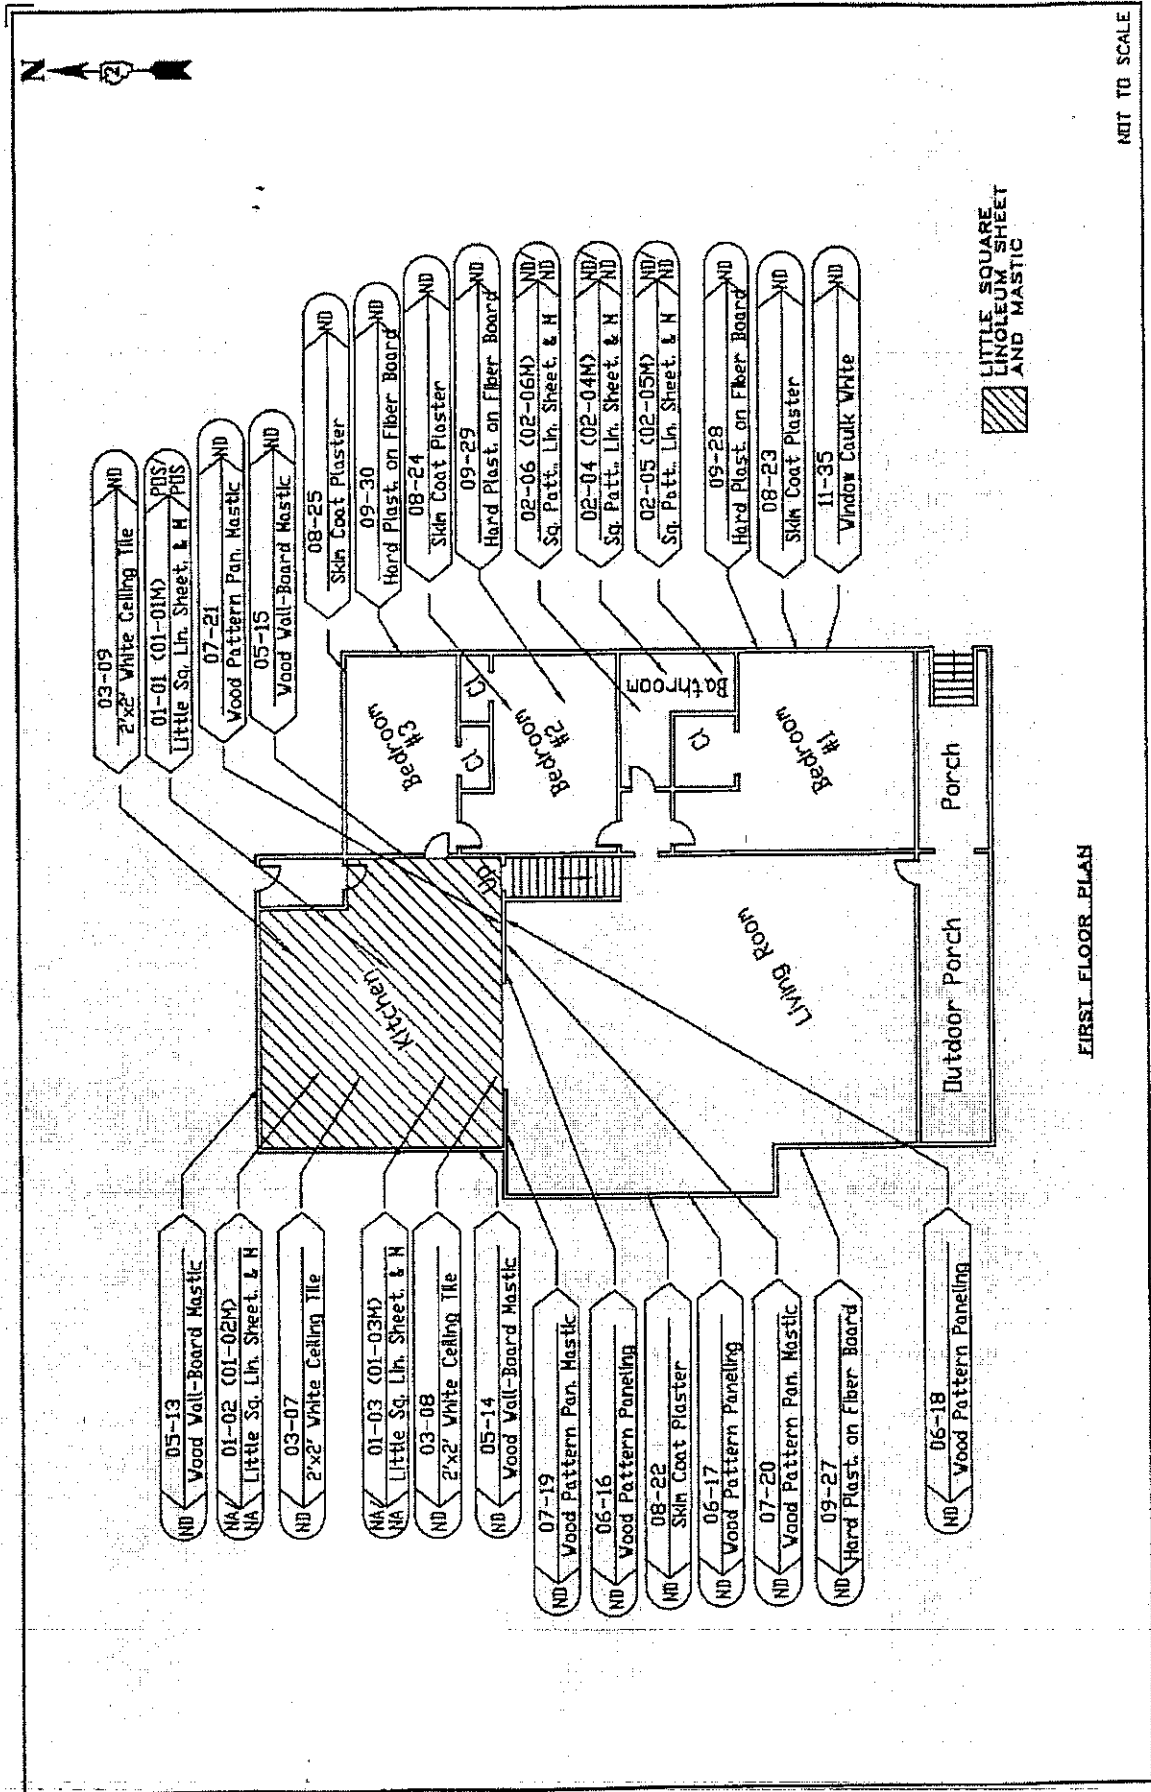 N
03-09
2'x2' White Ceiling Tile
ND
01-01 (01-01M)
Little Sq. Lin. Sheet. & M
POS/
POS
07-21
Wood Pattern Pan. Mastic
ND
05-15
Wood Wall-Board Mastic
ND
08-25
Skim Coat Plaster
ND
09-30
Hard Plast. on Fiber Board
ND
08-24
Skim Coat Plaster
ND
09-29
Hard Plast. on Fiber Board
ND
02-06 (02-06M)
Sq. Patt. Lin. Sheet. & M
ND/
ND
02-04 (02-04M)
Sq. Patt. Lin. Sheet. & M
ND/
ND
02-05 (02-05M)
Sq. Patt. Lin. Sheet. & M
ND/
ND
09-28
Hard Plast. on Fiber Board
ND
08-23
Skim Coat Plaster
ND
11-35
Window Caulk White
ND
Kitchen
Up
Bedroom
#3
Cl
Cl
Bedroom
#2
Bathroom
Cl
Bedroom
#1
Living Room
Outdoor Porch
Porch
05-13
Wood Wall-Board Mastic
ND
01-02 (01-02M)
Little Sq. Lin. Sheet. & M
NA/
NA
03-07
2'x2' White Ceiling Tile
ND
01-03 (01-03M)
Little Sq. Lin. Sheet. & M
NA/
NA
03-08
2'x2' White Ceiling Tile
ND
05-14
Wood Wall-Board Mastic
ND
07-19
Wood Pattern Pan. Mastic
ND
06-16
Wood Pattern Paneling
ND
08-22
Skim Coat Plaster
ND
06-17
Wood Pattern Paneling
ND
07-20
Wood Pattern Pan. Mastic
ND
09-27
Hard Plast. on Fiber Board
ND
06-18
Wood Pattern Paneling
ND
LITTLE SQUARE
LINOLEUM SHEET
AND MASTIC
FIRST FLOOR PLAN
NOT TO SCALE